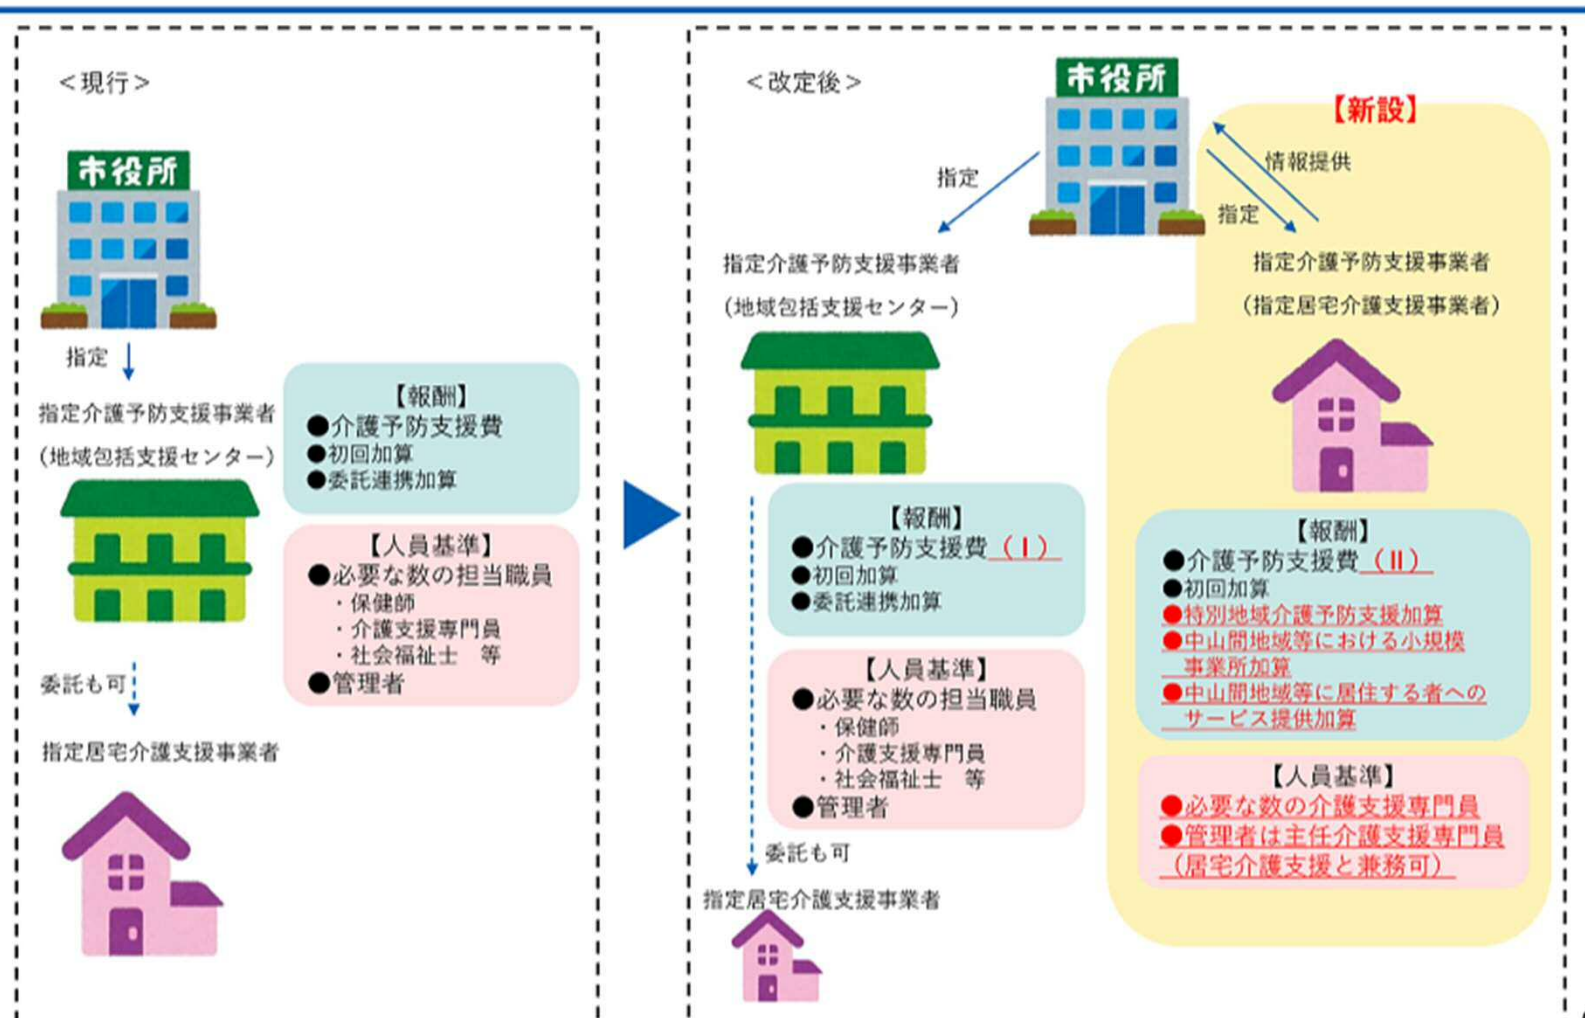 ＜現行＞
市役所
指定
指定介護予防支援事業者
（地域包括支援センター）
【報酬】
●介護予防支援費
●初回加算
●委託連携加算
【人員基準】
●必要な数の担当職員
・保健師
・介護支援専門員
・社会福祉士　等
●管理者
委託も可
指定居宅介護支援事業者
＜改定後＞
市役所
指定
指定介護予防支援事業者
（地域包括支援センター）
【報酬】
●介護予防支援費（Ⅰ）
●初回加算
●委託連携加算
【人員基準】
●必要な数の担当職員
・保健師
・介護支援専門員
・社会福祉士　等
●管理者
委託も可
指定居宅介護支援事業者
【新設】
情報提供
指定
指定介護予防支援事業者
（指定居宅介護支援事業者）
【報酬】
●介護予防支援費（Ⅱ）
●初回加算
●特別地域介護予防支援加算
●中山間地域等における小規模
事業所加算
●中山間地域等に居住する者への
サービス提供加算
【人員基準】
●必要な数の介護支援専門員
●管理者は主任介護支援専門員
（居宅介護支援と兼務可）